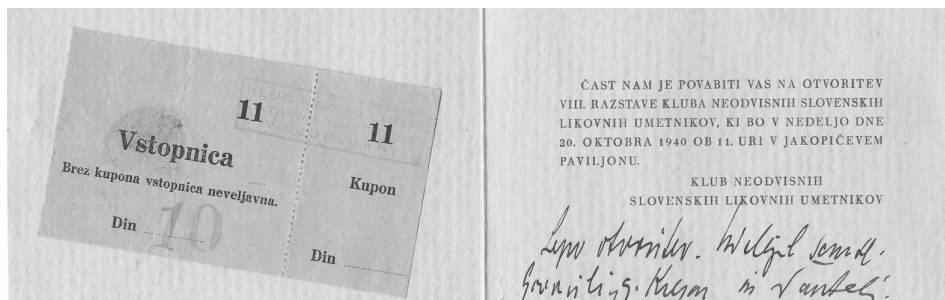 11
Vstopnica
Brez kupona vstopnica neveljavna.
Din
10
11
Kupon
Din
ČAST NAM JE POVABITI VAS NA OTVORITEV
VIII. RAZSTAVE KLUBA NEODVISNIH SLOVENSKIH
LIKOVNIH UMETNIKOV, KI BO V NEDELJO DNE
20. OKTOBRA 1940 OB 11. URI V JAKOPIČEVEM
PAVILJONU.
KLUB NEODVISNIH
SLOVENSKIH LIKOVNIH UMETNIKOV
Lepo
in